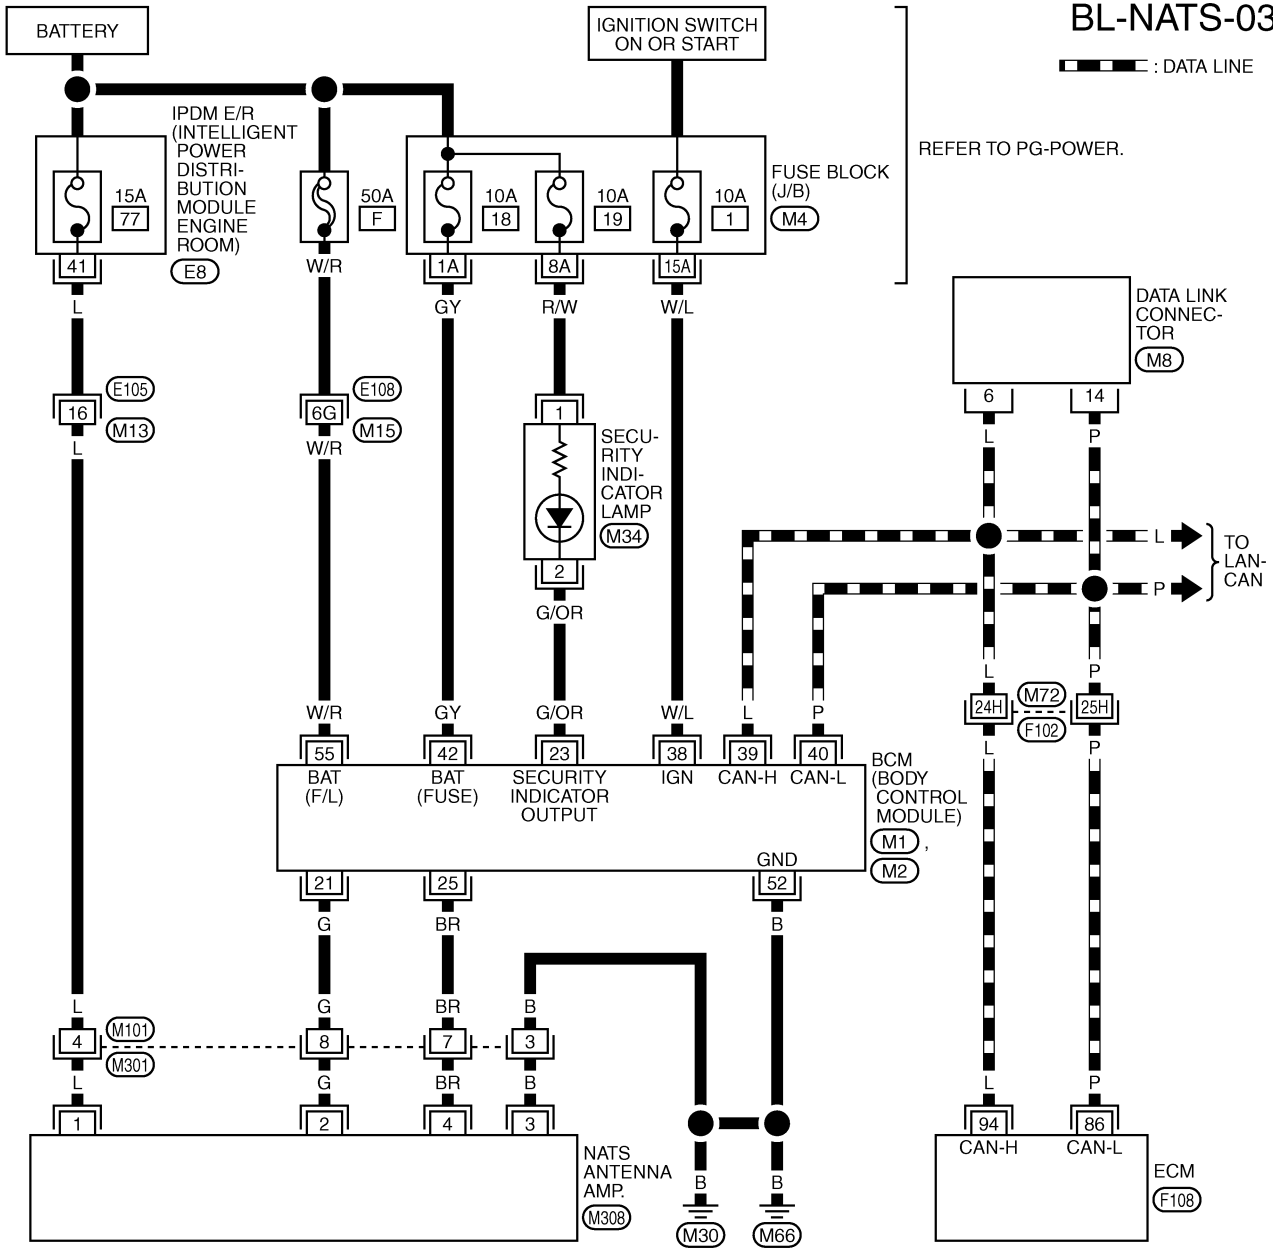 BL-NATS-03
BATTERY
IGNITION SWITCH
ON OR START
: DATA LINE
REFER TO PG-POWER.
IPDM E/R
(INTELLIGENT
POWER
DISTRI-
BUTION
MODULE
ENGINE
ROOM)
E8
15A
77
50A
F
10A
18
10A
19
10A
1
FUSE BLOCK
(J/B)
M4
41
1A
8A
15A
L
W/R
GY
R/W
W/L
DATA LINK
CONNEC-
TOR
M8
6
14
L
P
E105
16
M13
L
E108
6G
M15
W/R
1
SECU-
RITY
INDI-
CATOR
LAMP
M34
2
G/OR
L
P
TO
LAN-
CAN
L
P
24H
M72
F102
25H
L
P
W/R
GY
G/OR
W/L
L
P
55
42
23
38
39
40
BAT
(F/L)
BAT
(FUSE)
SECURITY
INDICATOR
OUTPUT
IGN
CAN-H
CAN-L
BCM
(BODY
CONTROL
MODULE)
M1 ,
M2
GND
21
25
52
G
BR
B
L
G
BR
B
4
M101
M301
8
7
3
L
G
BR
B
1
2
4
3
NATS
ANTENNA
AMP.
M308
B
B
M30
M66
L
P
94
86
CAN-H
CAN-L
ECM
F108